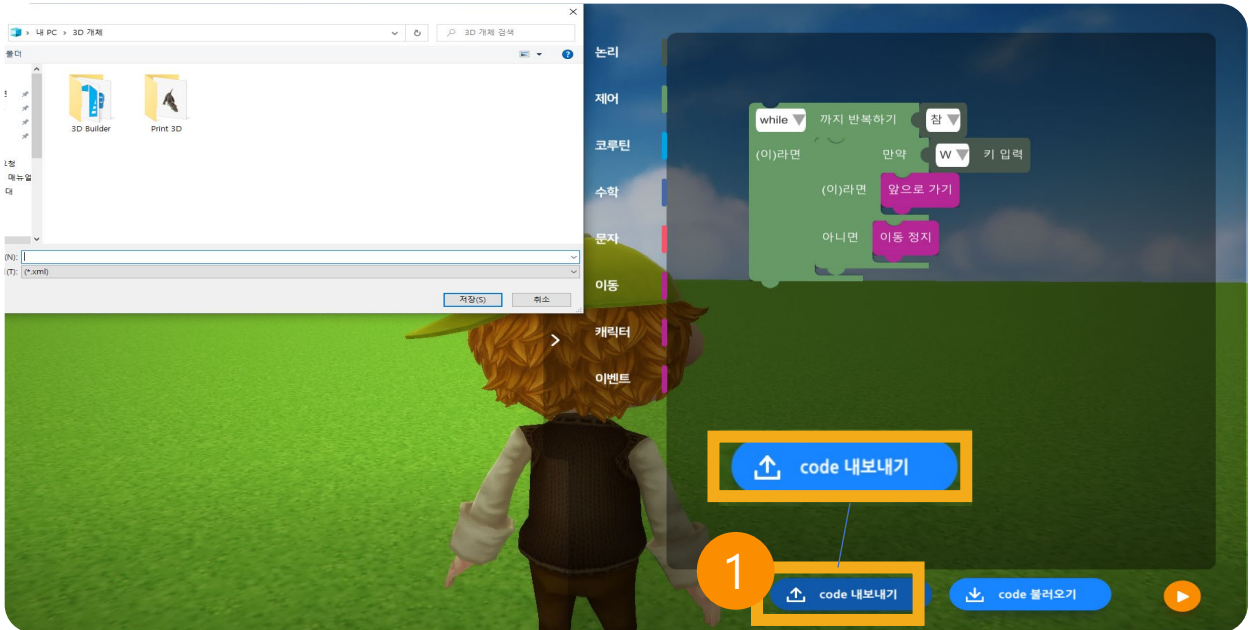 내 PC > 3D 개체
3D 개체 검색
폴더
3D Builder
Print 3D
매뉴얼
(N):
(T): (*.xml)
저장(S)
취소
논리
제어
코루틴
수학
문자
이동
캐릭터
이벤트
while 까지 반복하기 참
(이)라면 만약 W 키 입력
(이)라면 앞으로 가기
아니면 이동 정지
code 내보내기
1
code 내보내기
code 불러오기